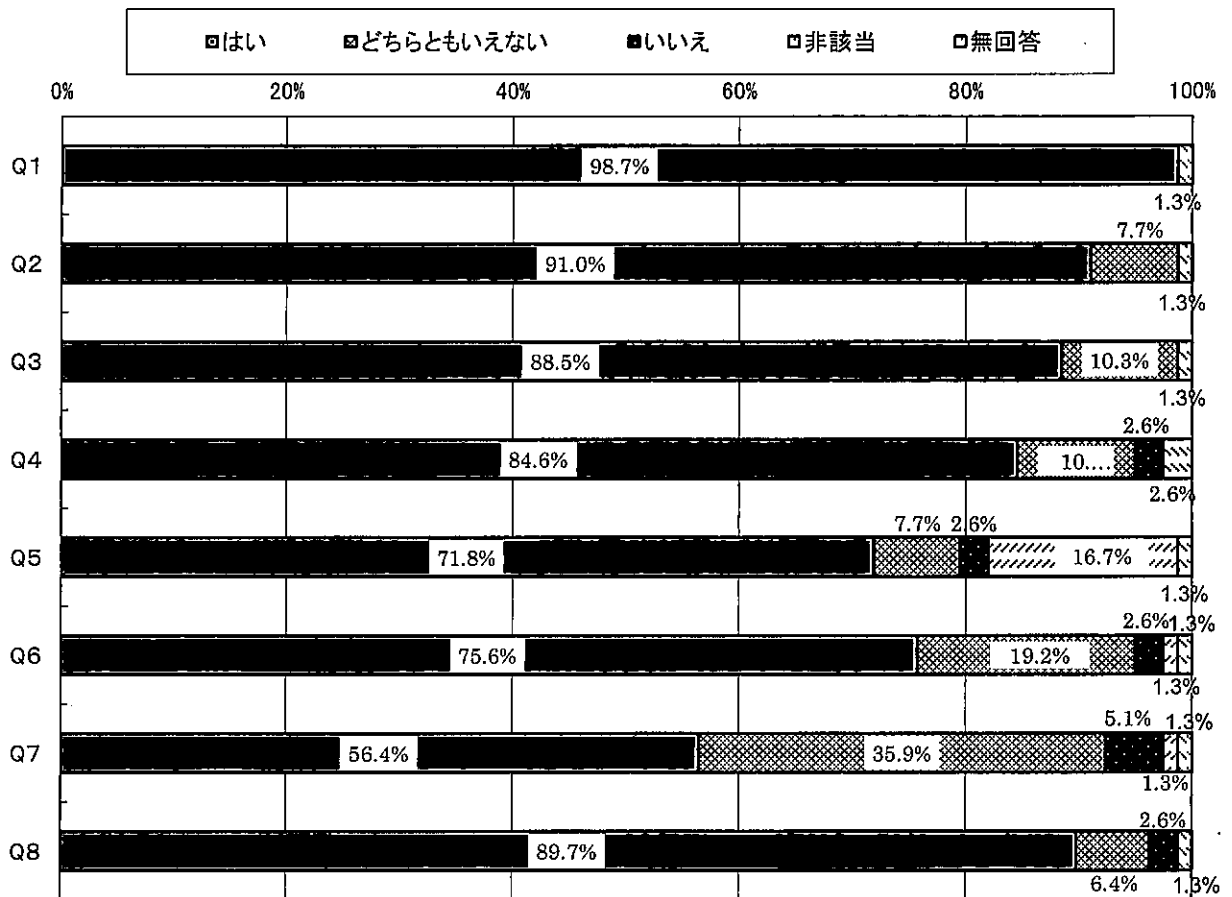 はい どちらともいえない いいえ 非該当 無回答
0% 20% 40% 60% 80% 100%
Q1 98.7%
1.3%
7.7%
Q2 91.0%
1.3%
Q3 88.5% 10.3%
1.3%
2.6%
Q4 84.6% 10....
2.6%
7.7% 2.6%
Q5 71.8% 16.7%
1.3%
2.6% 1.3%
Q6 75.6% 19.2%
1.3%
5.1% 1.3%
Q7 56.4% 35.9%
1.3%
2.6%
Q8 89.7%
6.4% 1.3%